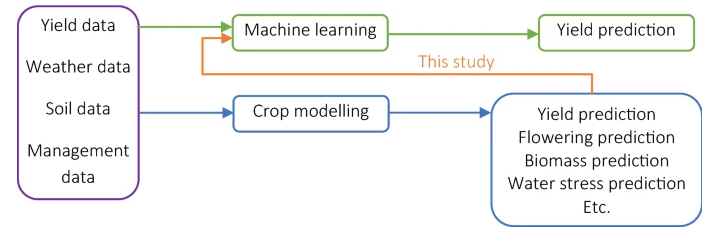 Yield data
Weather data
Soil data
Management
data
Machine learning
Yield prediction
This study
Crop modelling
Yield prediction
Flowering prediction
Biomass prediction
Water stress prediction
Etc.